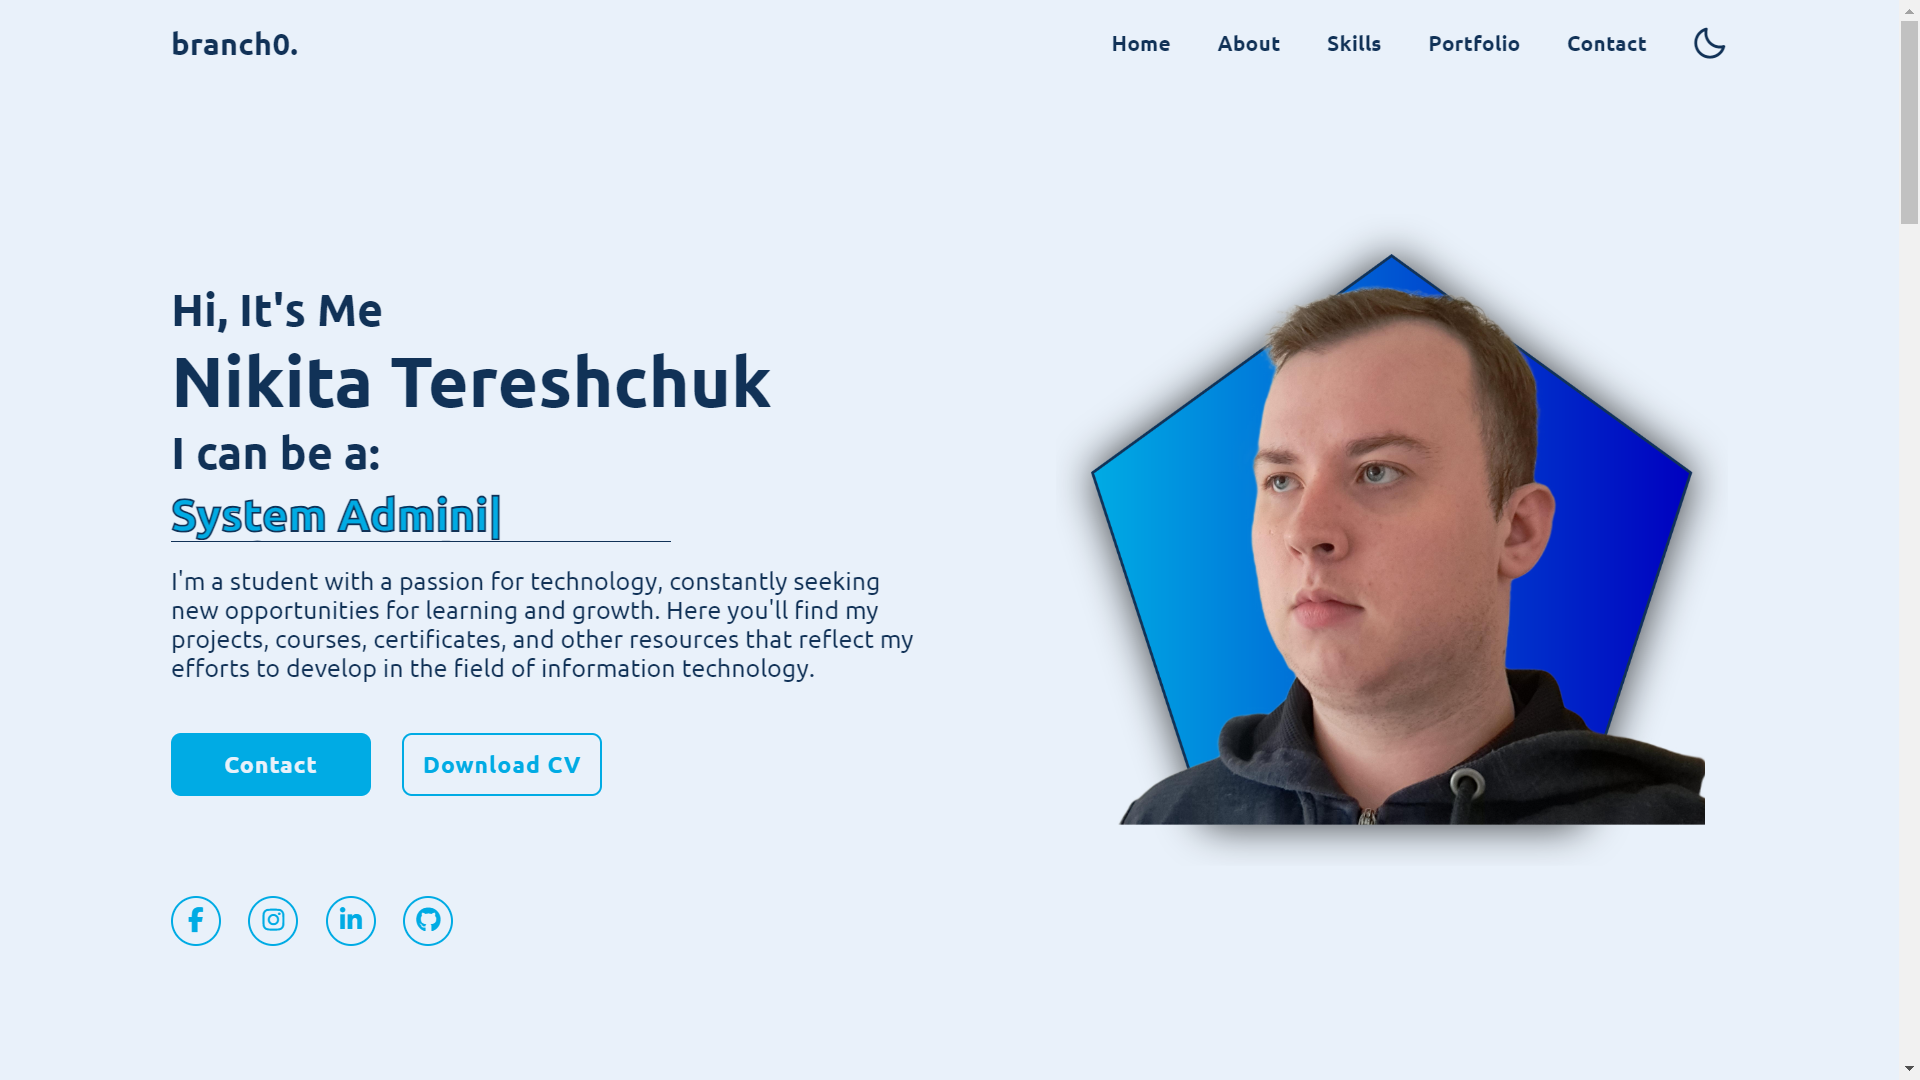 branch0.
Home About Skills Portfolio Contact
Hi, It's Me
Nikita Tereshchuk
I can be a:
System Admini|
I'm a student with a passion for technology, constantly seeking
new opportunities for learning and growth. Here you'll find my
projects, courses, certificates, and other resources that reflect my
efforts to develop in the field of information technology.
Contact Download CV